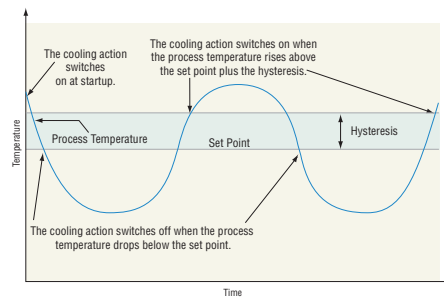 The cooling action
switches
on at startup.
The cooling action switches on when
the process temperature rises above
the set point plus the hysteresis.
Process Temperature
Set Point
Hysteresis
Temperature
The cooling action switches off when the process
temperature drops below the set point.
Time